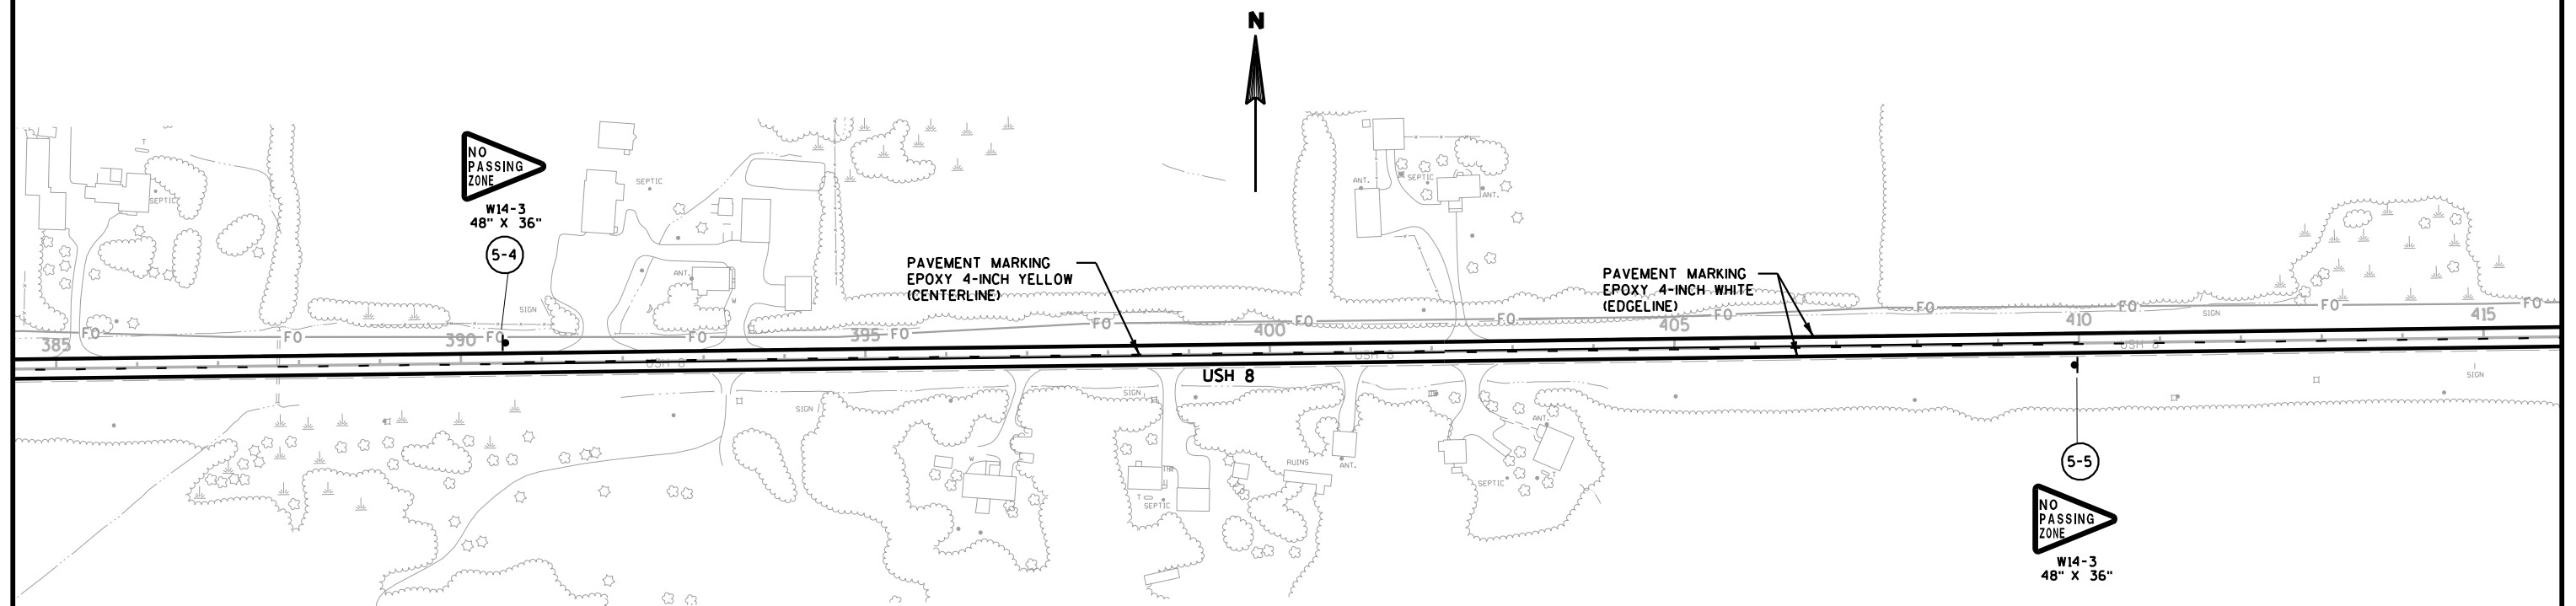 N
NO
PASSING
ZONE
W14-3
48" X 36"
5-4
T
SEPTIC
SEPTIC
ANT.
W
SIGN
PAVEMENT MARKING
EPOXY 4-INCH YELLOW
(CENTERLINE)
ANT.
SEPTIC
ANT.
PAVEMENT MARKING
EPOXY 4-INCH WHITE
(EDGELINE)
SIGN
FO FO FO FO FO FO FO FO FO FO FO FO FO
385 390 395 400 405 410 415
USH 8 USH 8 USH 8
USH 8
SIGN
SIGN
SIGN
W
T
SEPTIC
RUINS
ANT.
ANT.
T
SEPTIC
5-5
NO
PASSING
ZONE
W14-3
48" X 36"